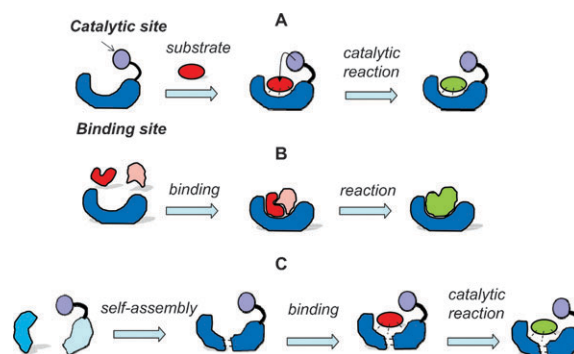 A
Catalytic site
substrate
catalytic
reaction
Binding site
B
binding
reaction
C
self-assembly
binding
catalytic
reaction